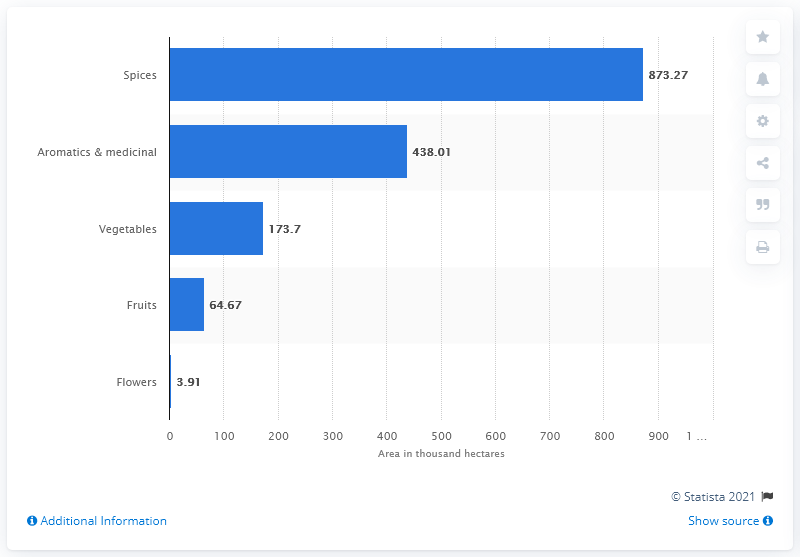 Spices
873.27
Aromatics & medicinal
438.01
Vegetables
173.7
Fruits
64.67
Flowers
3.91
0 100 200 300 400 500 600 700 800 900 1 ...
Area in thousand hectares
© Statista 2021
Additional Information
Show source